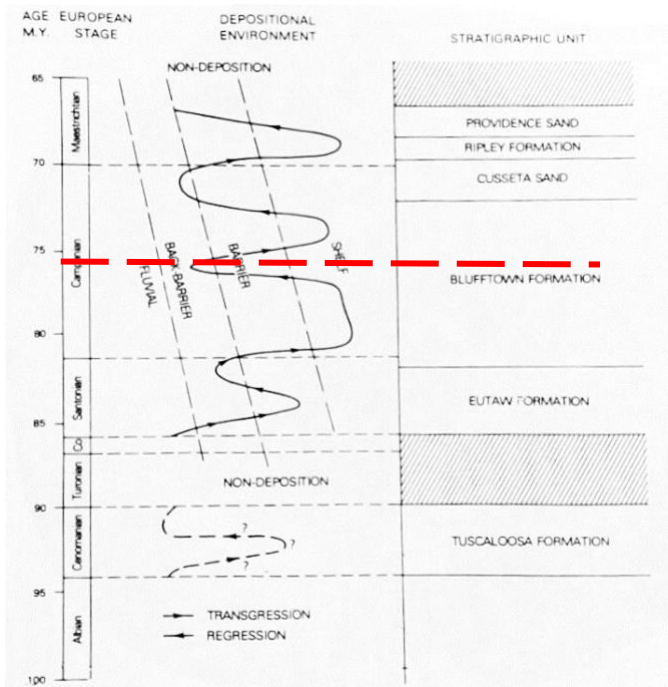 AGE EUROPEAN DEPOSITIONAL
M.Y. STAGE ENVIRONMENT STRATIGRAPHIC UNIT
NON-DEPOSITION
65
Maestrichtian
PROVIDENCE SAND
RIPLEY FORMATION
70
CUSSETA SAND
75
Campanian
FLUVIAL
BACK-BARRIER
BARRIER
SHELF
BLUFFTOWN FORMATION
80
Santonian
EUTAW FORMATION
85
Co
Turonian
NON-DEPOSITION
90
Cenomanian
?
?
?
TUSCALOOSA FORMATION
95
Albian
TRANSGRESSION
REGRESSION
100